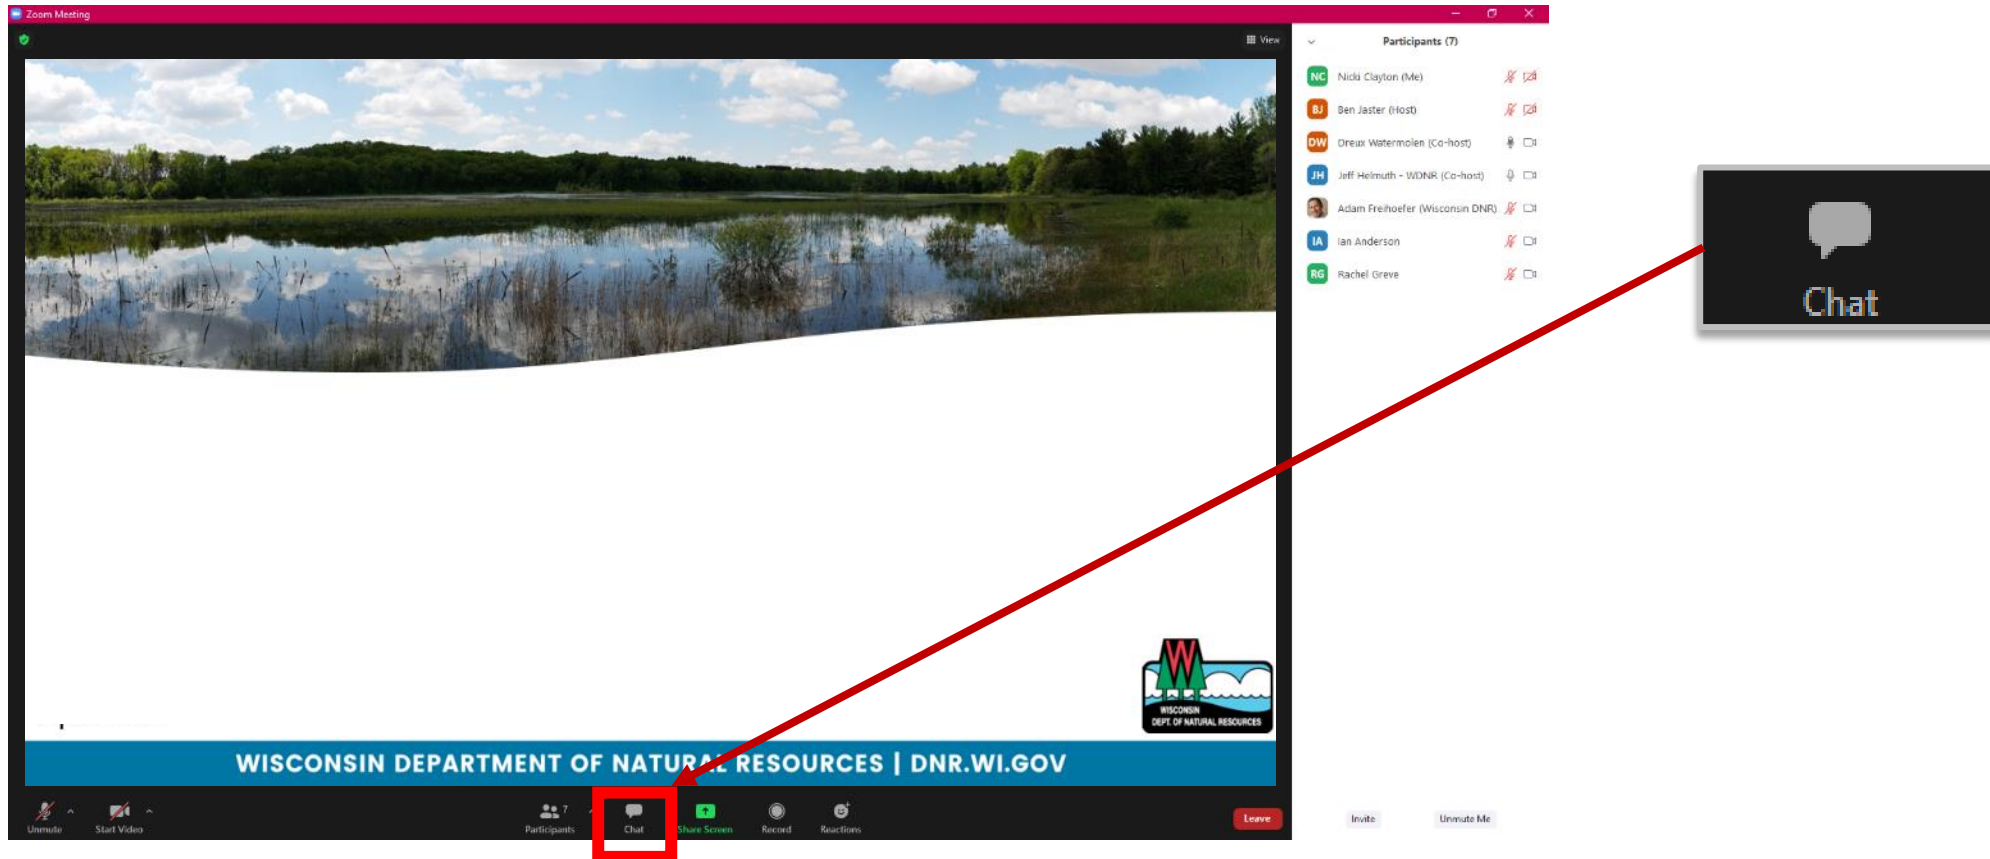 Zoom Meeting
View
Participants (7)
NC Nicki Clayton (Me)
BJ Ben Jaster (Host)
DW Dreux Watermolen (Co-host)
JH Jeff Helmuth - WDNR (Co-host)
Adam Freihoefer (Wisconsin DNR)
IA Ian Anderson
RG Rachel Greve
Chat
WISCONSIN
DEPT. OF NATURAL RESOURCES
WISCONSIN DEPARTMENT OF NATURAL RESOURCES | DNR.WI.GOV
7
Unmute
Start Video
Participants
Chat
Share Screen
Record
Reactions
Leave
Invite
Unmute Me